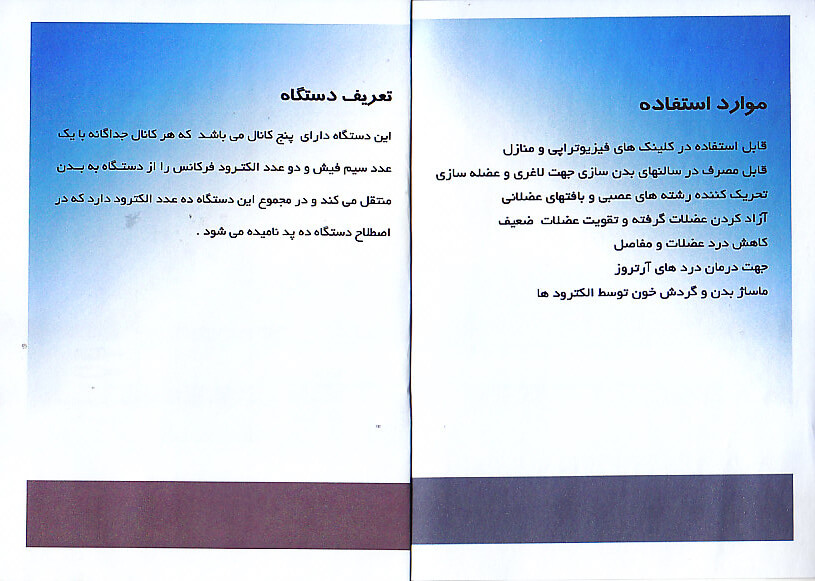 موارد استفاده
قابل استفاده در کلینک های فیزیوتراپی و منازل
قابل مصرف در سالنهای بدن سازی جهت لاغری و عضله سازی
تحریک کننده رشته های عصبی و بافتهای عضلانی
آزاد کردن عضلات گرفته و تقویت عضلات ضعیف
کاهش درد عضلات و مفاصل
جهت درمان درد های آرتروز
ماساژ بدن و گردش خون توسط الکترود ها
تعریف دستگاه
این دستگاه دارای پنج کانال می باشد که هر کانال جداگانه با یک
عدد سیم فیش و دو عدد الکترود فرکانس را از دستگاه به بدن
منتقل می کند و در مجموع این دستگاه ده عدد الکترود دارد که در
اصطلاح دستگاه ده پد نامیده می شود .